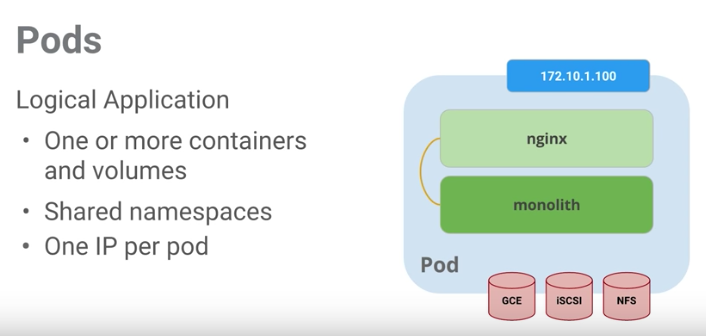 Pods
Logical Application
• One or more containers
and volumes
• Shared namespaces
• One IP per pod
172.10.1.100
nginx
monolith
Pod
GCE
iSCSI
NFS